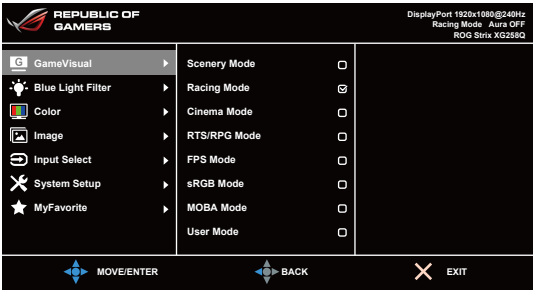 REPUBLIC OF
GAMERS
DisplayPort 1920x1080@240Hz
Racing Mode Aura OFF
ROG Strix XG258Q
G GameVisual
Blue Light Filter
Color
Image
Input Select
System Setup
MyFavorite
Scenery Mode
Racing Mode
Cinema Mode
RTS/RPG Mode
FPS Mode
sRGB Mode
MOBA Mode
User Mode
MOVE/ENTER
BACK
EXIT